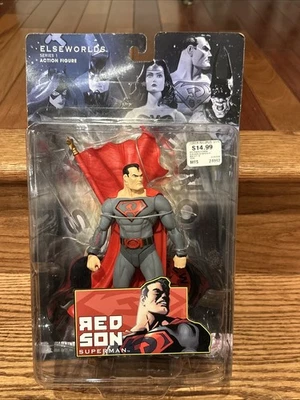 ELSEWORLDS
SERIES 1
ACTION FIGURE
$14.99
RED
SON
SUPERMAN